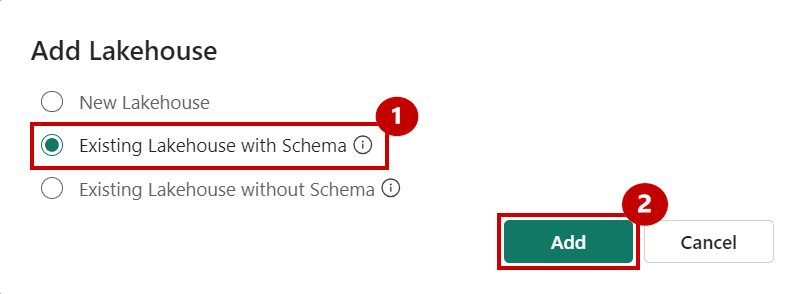 Add Lakehouse
New Lakehouse
1
Existing Lakehouse with Schema
Existing Lakehouse without Schema
2
Add
Cancel